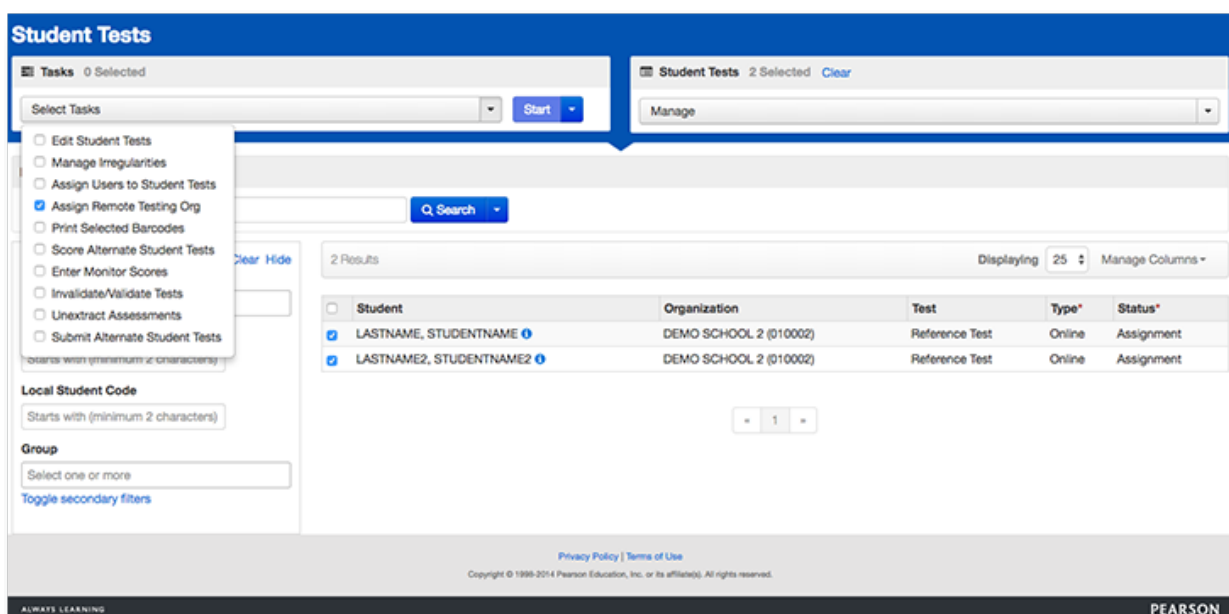 Student Tests
Tasks 0 Selected
Student Tests 2 Selected Clear
Select Tasks
Start
Manage
Edit Student Tests
Manage Irregularities
Assign Users to Student Tests
Assign Remote Testing Org
Print Selected Barcodes
Score Alternate Student Tests
Enter Monitor Scores
Invalidate/Validate Tests
Unextract Assessments
Submit Alternate Student Tests
Search
Clear Hide
2 Results
Displaying 25 Manage Columns
Student Organization Test Type* Status*
LASTNAME, STUDENTNAME DEMO SCHOOL 2 (010002) Reference Test Online Assignment
LASTNAME2, STUDENTNAME2 DEMO SCHOOL 2 (010002) Reference Test Online Assignment
« 1 »
Starts with (minimum 2 characters)
Local Student Code
Starts with (minimum 2 characters)
Group
Select one or more
Toggle secondary filters
Privacy Policy | Terms of Use
Copyright © 1998-2014 Pearson Education, Inc. or its affiliate(s). All rights reserved.
ALWAYS LEARNING
PEARSON